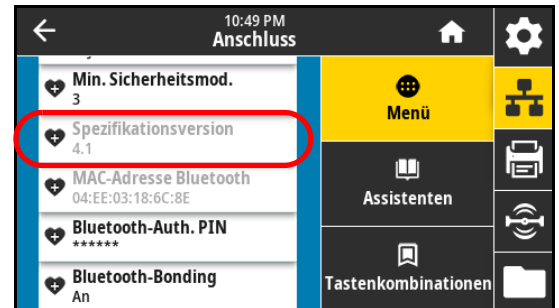 10:49 PM
Anschluss
Min. Sicherheitsmod.
3
Spezifikationsversion
4.1
MAC-Adresse Bluetooth
04:EE:03:18:6C:8E
Bluetooth-Auth. PIN
******
Bluetooth-Bonding
An
Menü
Assistenten
Tastenkombinationen